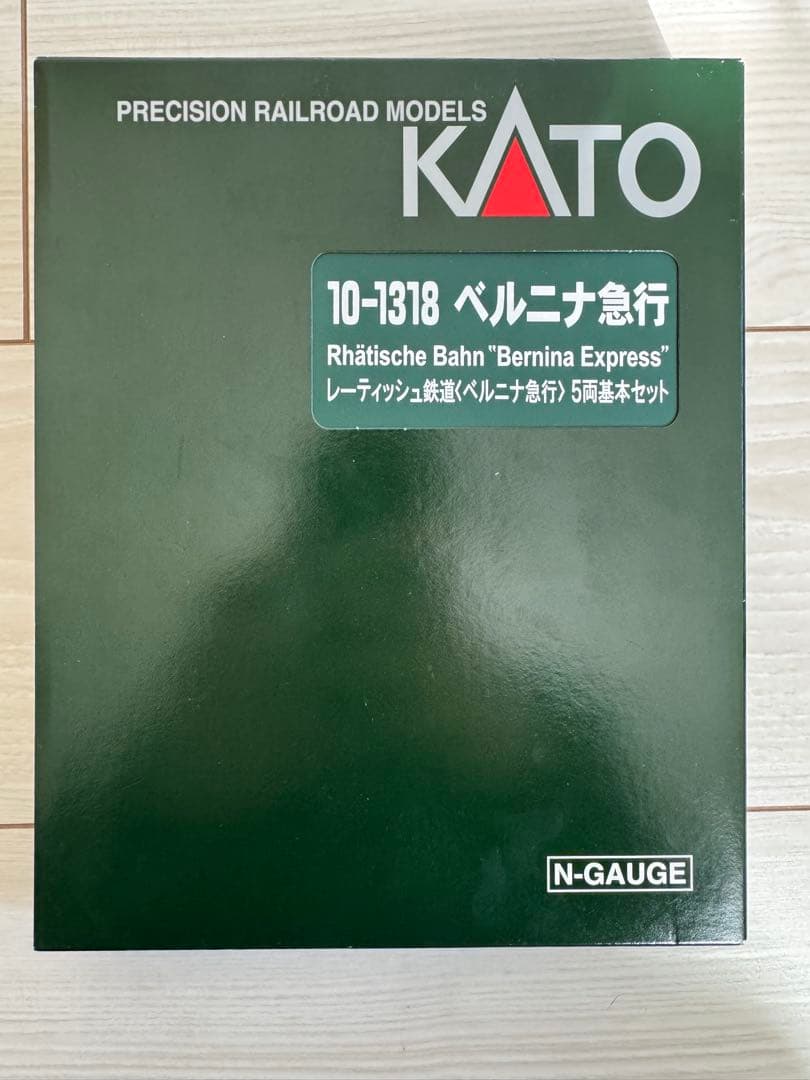 PRECISION RAILROAD MODELS
KATO
10-1318 ベルニナ急行
Rhätische Bahn "Bernina Express"
レーティッシュ鉄道〈ベルニナ急行〉5両基本セット
N-GAUGE